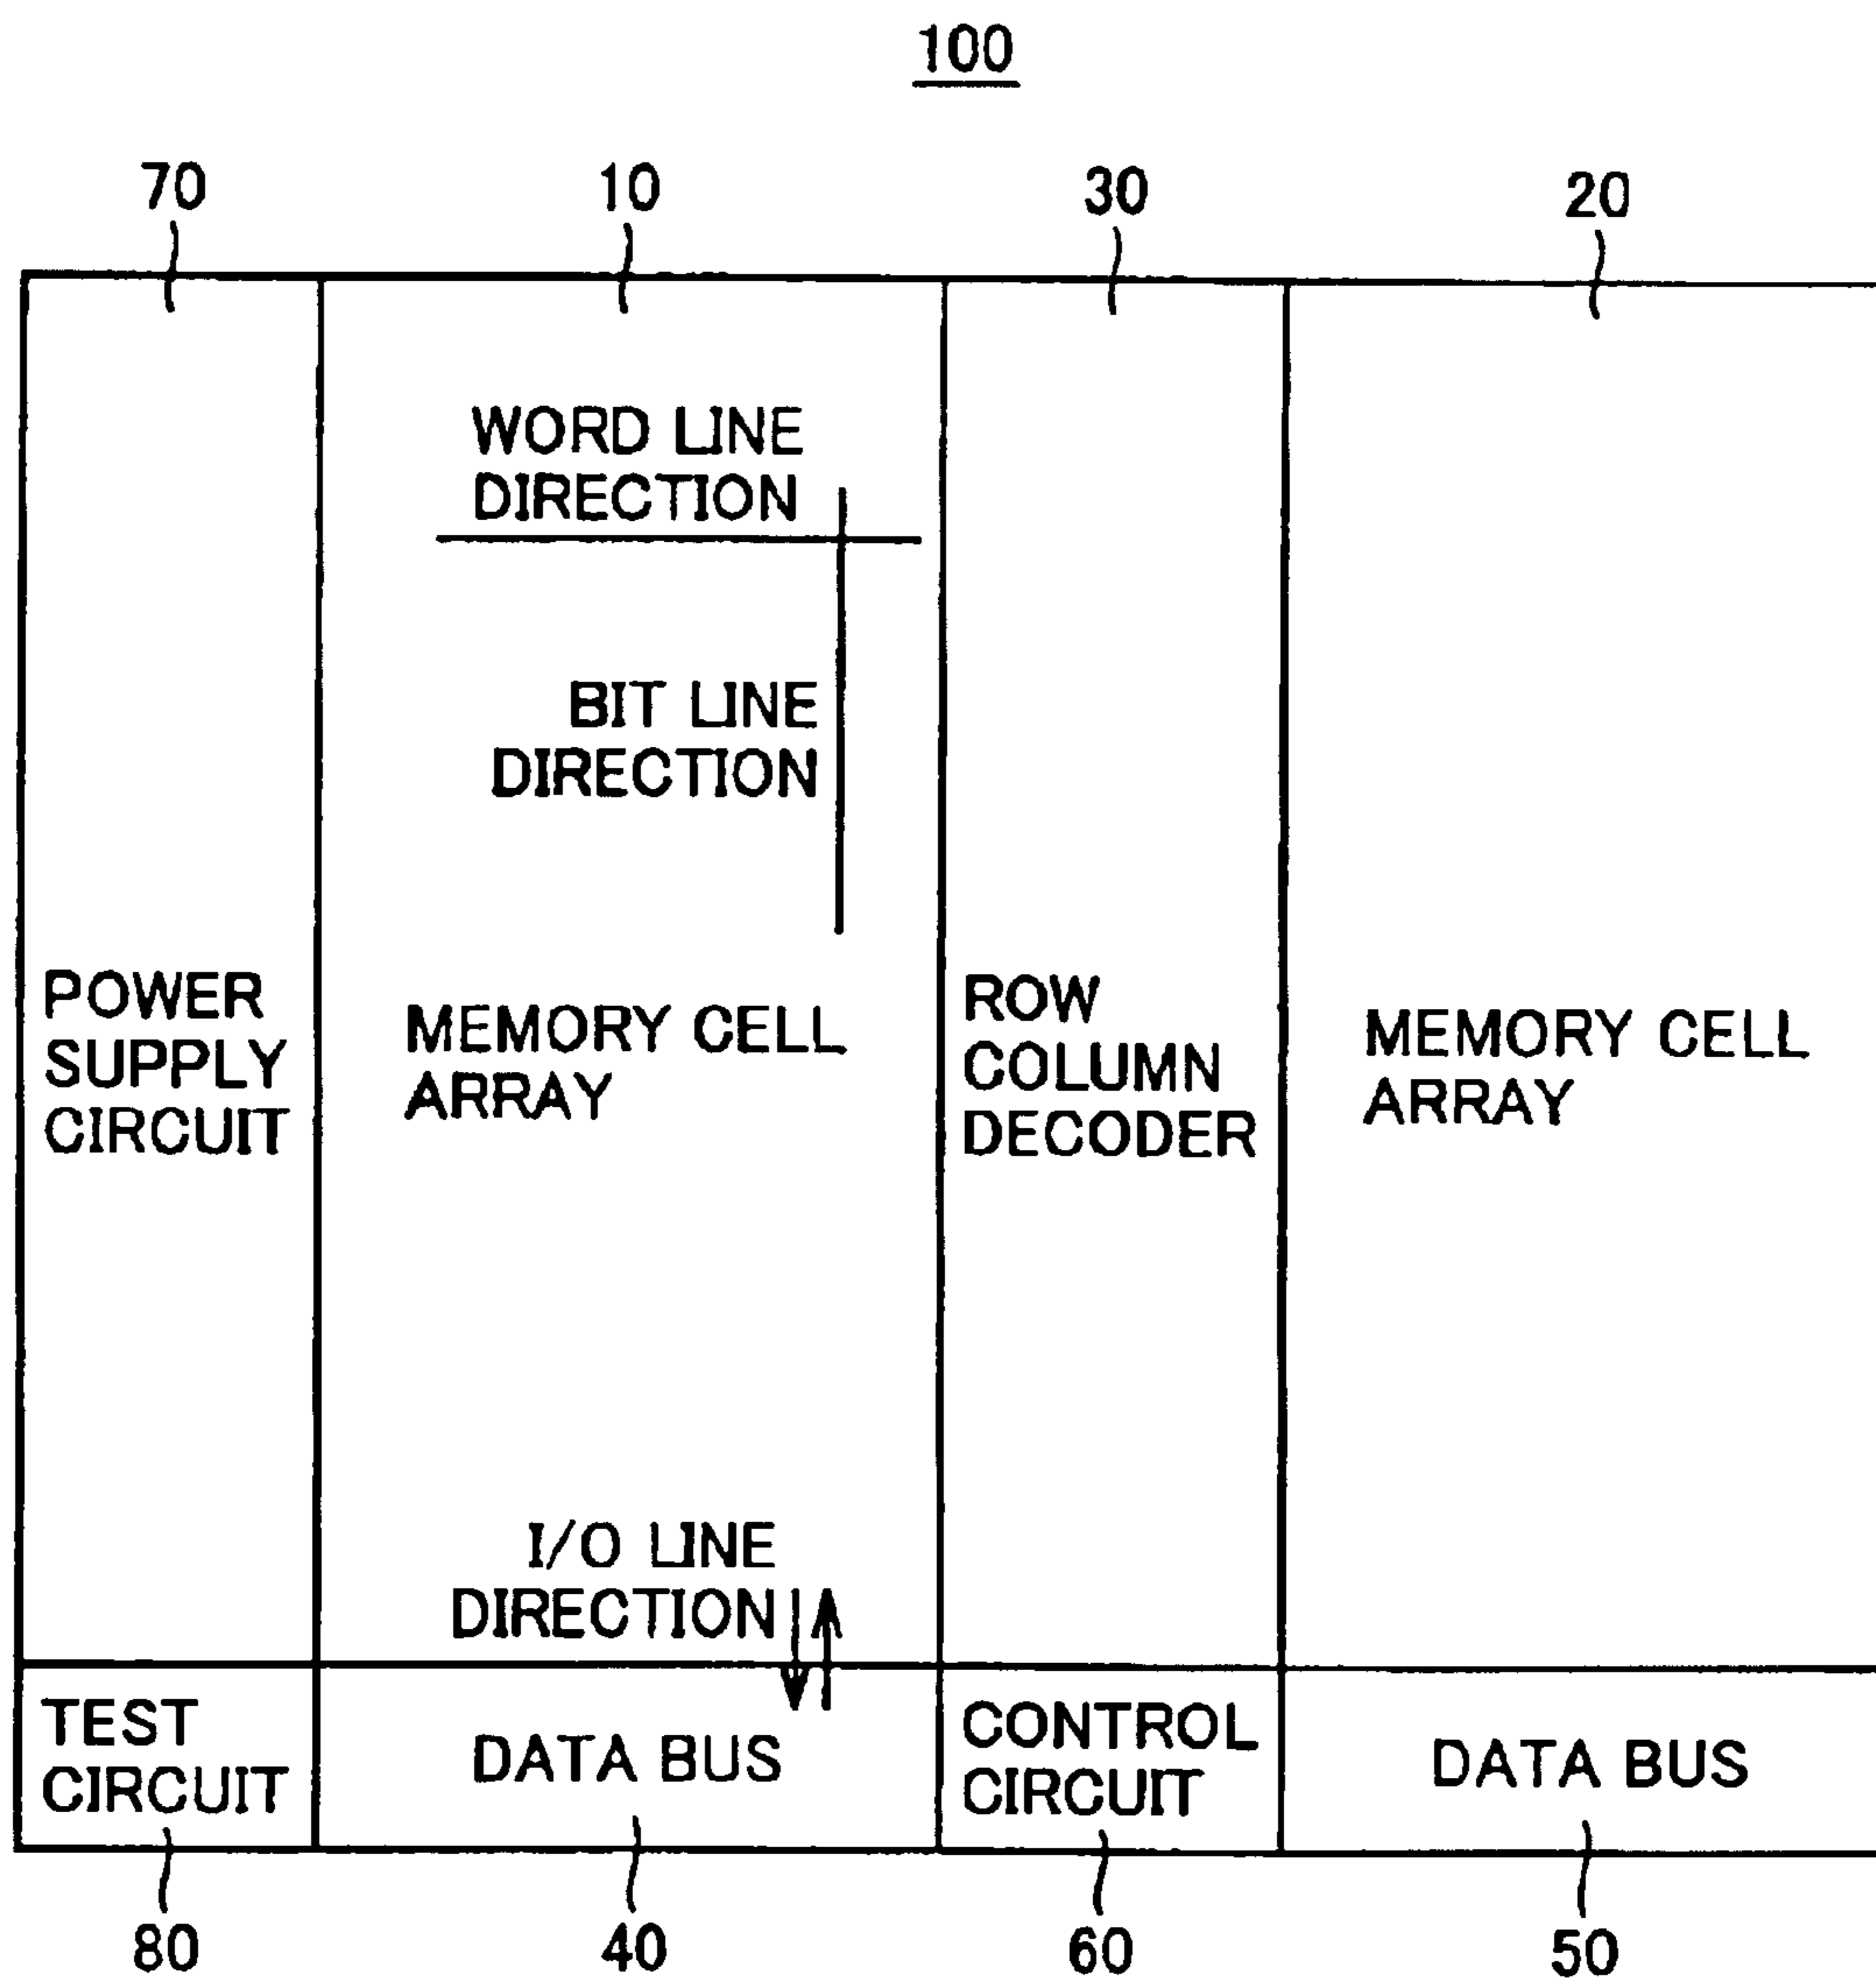 100
70
10
30
20
WORD LINE
DIRECTION
BIT LINE
DIRECTION
POWER
SUPPLY
CIRCUIT
MEMORY CELL
ARRAY
ROW
COLUMN
DECODER
MEMORY CELL
ARRAY
I/O LINE
DIRECTION
TEST
CIRCUIT
DATA BUS
CONTROL
CIRCUIT
DATA BUS
80
40
60
50